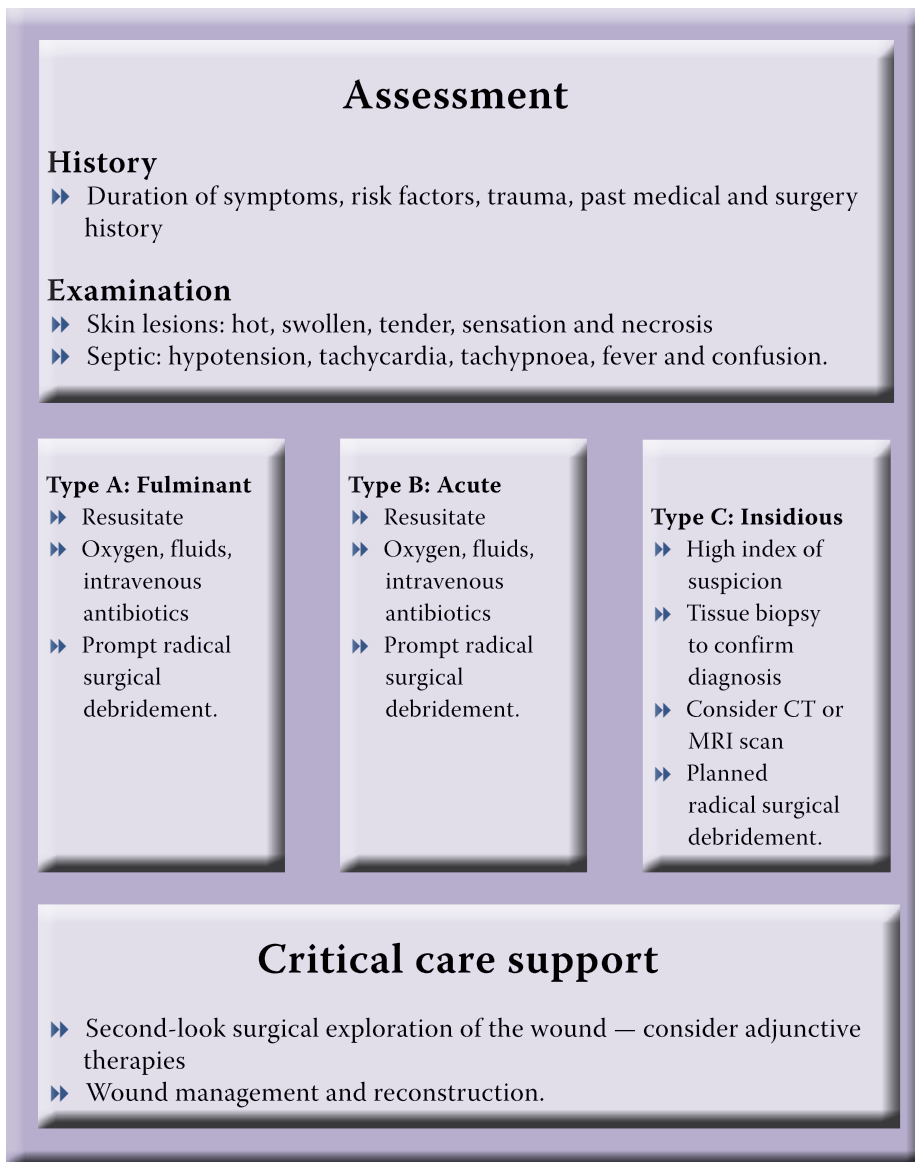 Assessment
History
Duration of symptoms, risk factors, trauma, past medical and surgery
history
Examination
Skin lesions: hot, swollen, tender, sensation and necrosis
Septic: hypotension, tachycardia, tachypnoea, fever and confusion.
Type A: Fulminant
Resusitate
Oxygen, fluids,
intravenous
antibiotics
Prompt radical
surgical
debridement.
Type B: Acute
Resusitate
Oxygen, fluids,
intravenous
antibiotics
Prompt radical
surgical
debridement.
Type C: Insidious
High index of
suspicion
Tissue biopsy
to confirm
diagnosis
Consider CT or
MRI scan
Planned
radical surgical
debridement.
Critical care support
Second-look surgical exploration of the wound — consider adjunctive
therapies
Wound management and reconstruction.